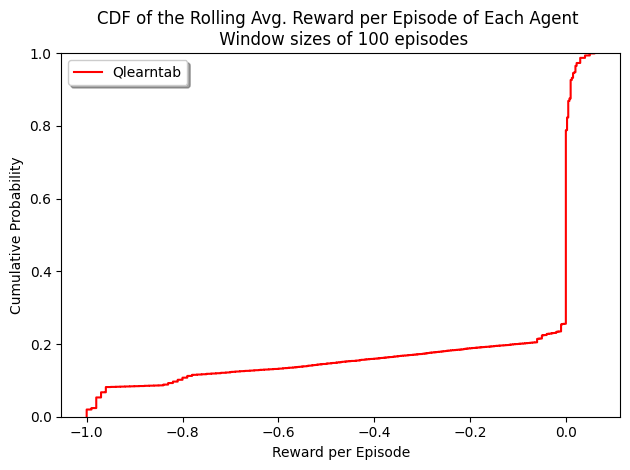 CDF of the Rolling Avg. Reward per Episode of Each Agent
Window sizes of 100 episodes
Qlearntab
1.0
0.8
0.6
0.4
0.2
0.0
Cumulative Probability
−1.0 −0.8 −0.6 −0.4 −0.2 0.0
Reward per Episode